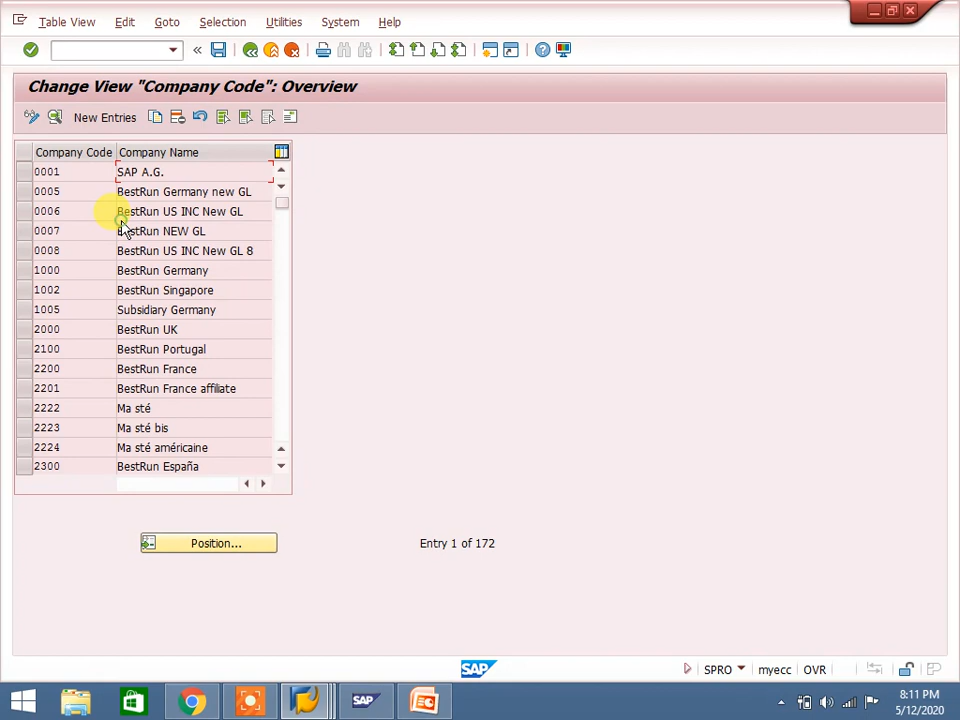 Table View Edit Goto Selection Utilities System Help
Change View "Company Code": Overview
New Entries
Company Code Company Name
0001 SAP A.G.
0005 BestRun Germany new GL
0006 BestRun US INC New GL
0007 BestRun NEW GL
0008 BestRun US INC New GL 8
1000 BestRun Germany
1002 BestRun Singapore
1005 Subsidiary Germany
2000 BestRun UK
2100 BestRun Portugal
2200 BestRun France
2201 BestRun France affiliate
2222 Ma sté
2223 Ma sté bis
2224 Ma sté américaine
2300 BestRun España
Position... Entry 1 of 172
SAP SPRO myecc OVR
SAP
8:11 PM
5/12/2020